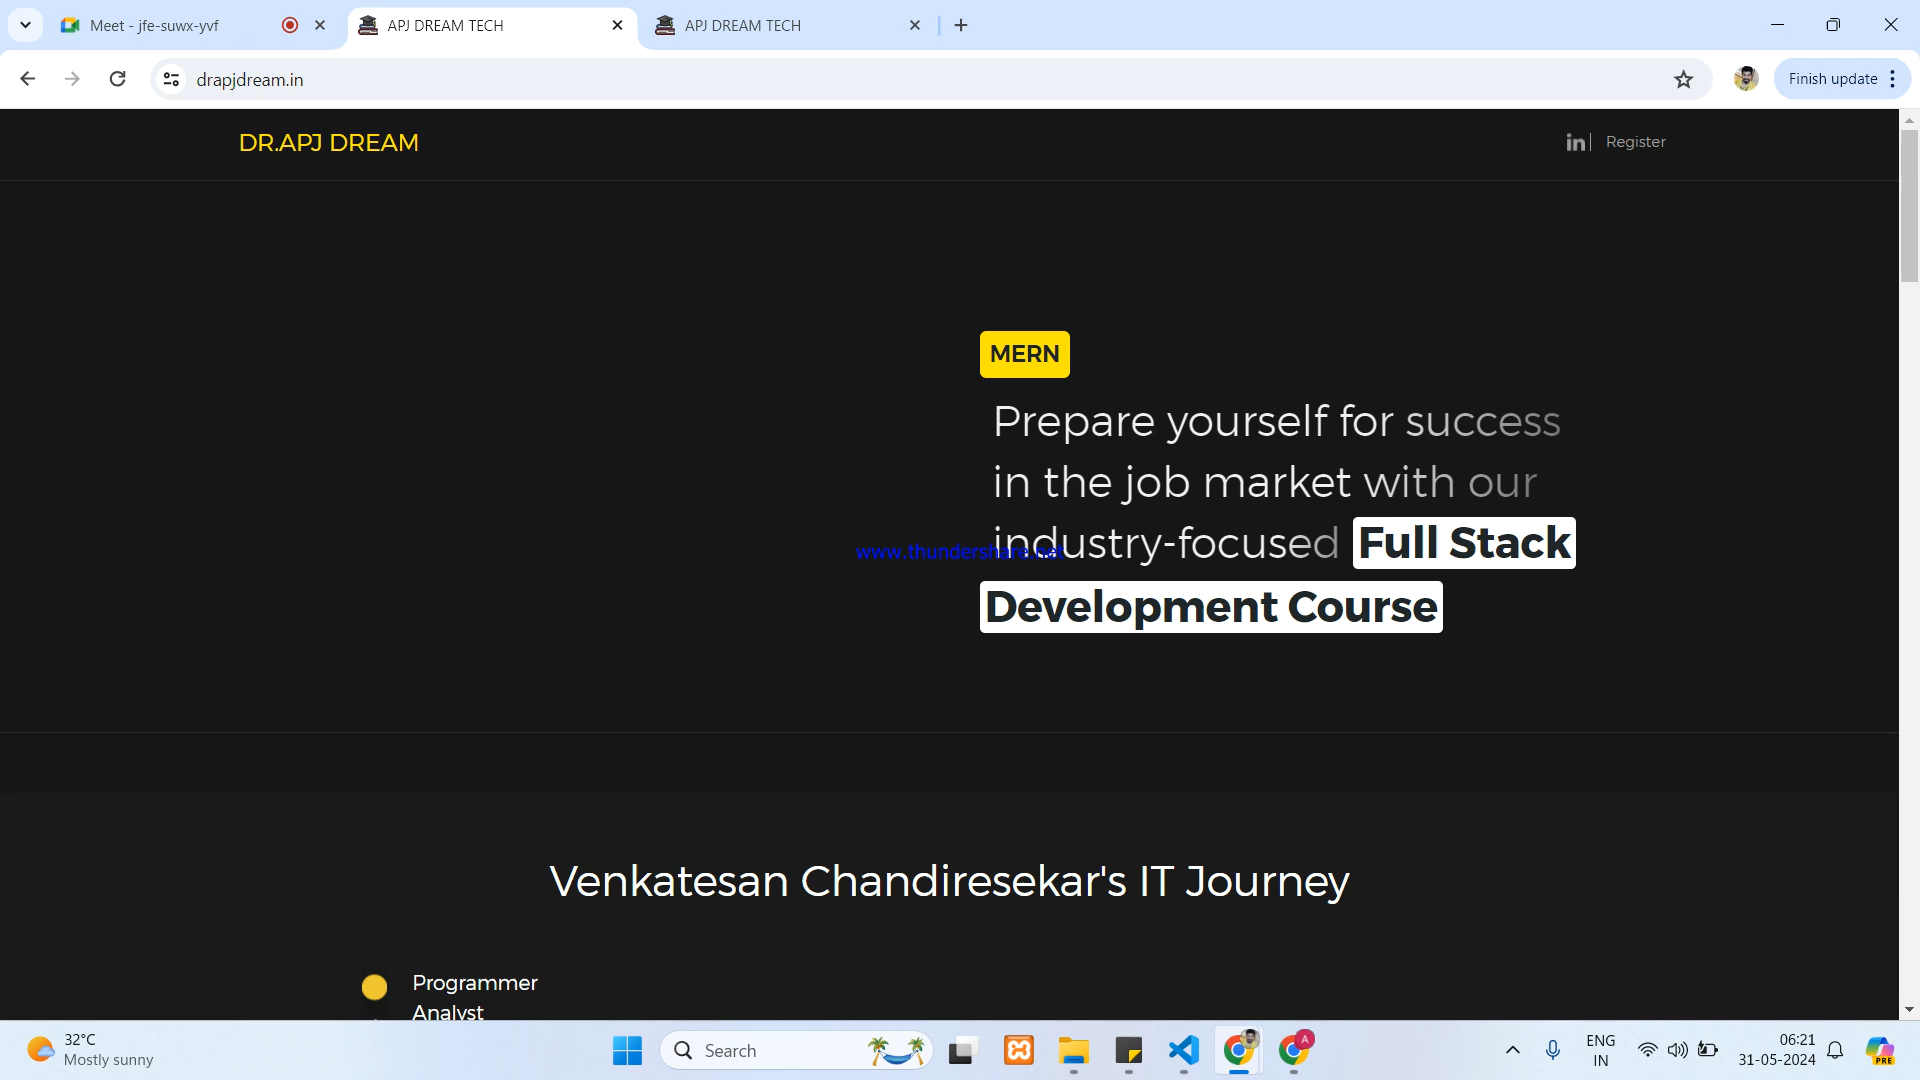 Meet - jfe-suwx-yvf
APJ DREAM TECH
APJ DREAM TECH
drapjdream.in
Finish update
DR.APJ DREAM
in
Register
MERN
Prepare yourself for success
in the job market with our
industry-focused Full Stack
www.thundershare.net
Development Course
Venkatesan Chandiresekar's IT Journey
Programmer
Analyst
32°C
Mostly sunny
Search
A
ENG
IN
06:21
31-05-2024
PRE